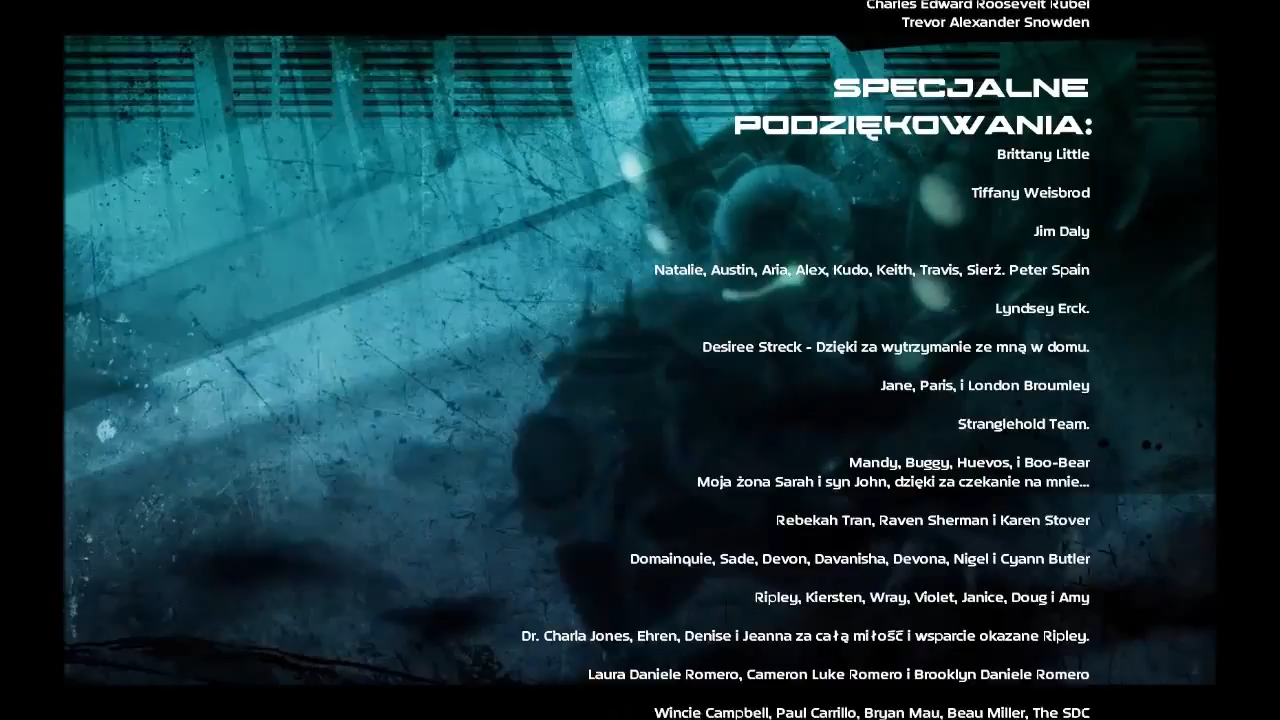 Charles Edward Roosevelt Rubel
Trevor Alexander Snowden
SPECJALNE
PODZIĘKOWANIA:
Brittany Little
Tiffany Weisbrod
Jim Daly
Natalie, Austin, Aria, Alex, Kudo, Keith, Travis, Sierż. Peter Spain
Lyndsey Erck.
Desiree Streck - Dzięki za wytrzymanie ze mną w domu.
Jane, Paris, i London Broumley
Stranglehold Team.
Mandy, Buggy, Huevos, i Boo-Bear
Moja żona Sarah i syn John, dzięki za czekanie na mnie...
Rebekah Tran, Raven Sherman i Karen Stover
Domainquie, Sade, Devon, Davanisha, Devona, Nigel i Cyann Butler
Ripley, Kiersten, Wray, Violet, Janice, Doug i Amy
Dr. Charla Jones, Ehren, Denise i Jeanna za całą miłość i wsparcie okazane Ripley.
Laura Daniele Romero, Cameron Luke Romero i Brooklyn Daniele Romero
Wincie Campbell, Paul Carrillo, Bryan Mau, Beau Miller, The SDC